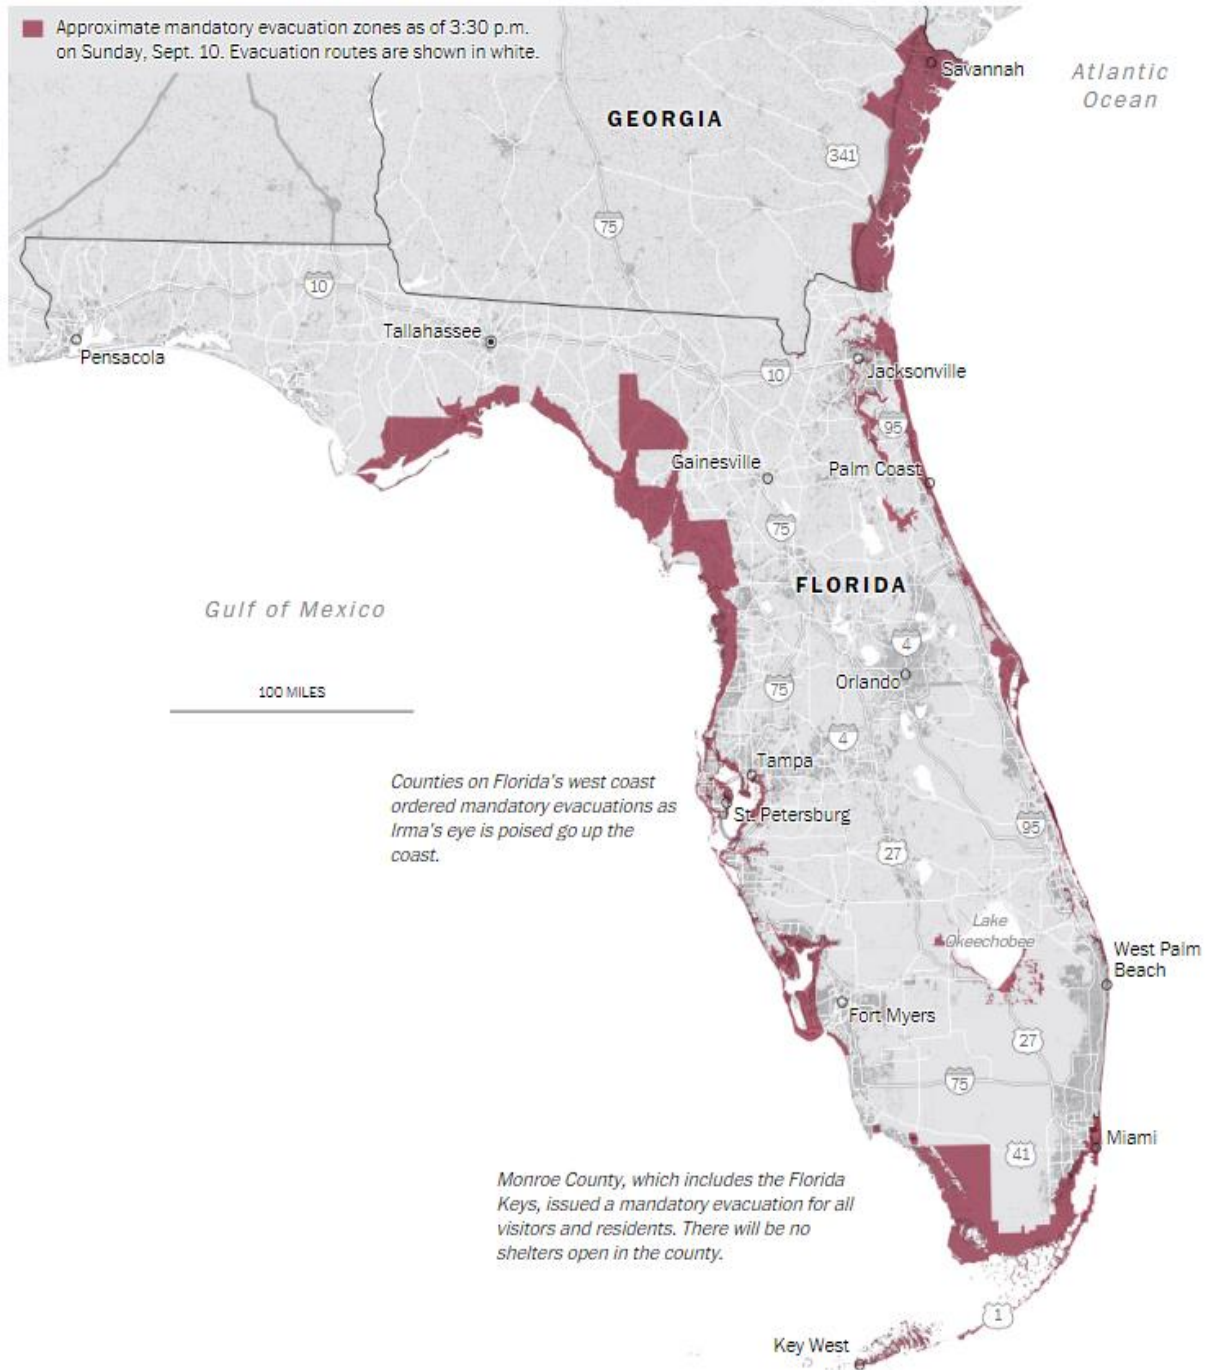 Approximate mandatory evacuation zones as of 3:30 p.m.
on Sunday, Sept. 10. Evacuation routes are shown in white.
Savannah
Atlantic
Ocean
GEORGIA
341
75
10
Tallahassee
Pensacola
10
Jacksonville
95
Gainesville
Palm Coast
75
FLORIDA
Gulf of Mexico
4
100 MILES
75
Orlando
4
Tampa
Counties on Florida's west coast
ordered mandatory evacuations as
Irma's eye is poised go up the
coast.
St. Petersburg
95
27
Lake
Okeechobee
West Palm
Beach
Fort Myers
27
75
Miami
41
Monroe County, which includes the Florida
Keys, issued a mandatory evacuation for all
visitors and residents. There will be no
shelters open in the county.
1
Key West